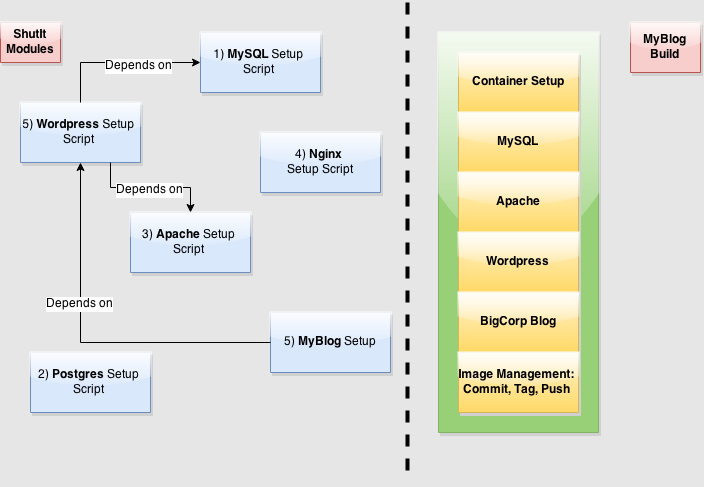 ShutIt
Modules
1) MySQL Setup
Script
Depends on
5) Wordpress Setup
Script
4) Nginx
Setup Script
Depends on
3) Apache Setup
Script
Depends on
5) MyBlog Setup
2) Postgres Setup
Script
MyBlog
Build
Container Setup
MySQL
Apache
Wordpress
BigCorp Blog
Image Management:
Commit, Tag, Push